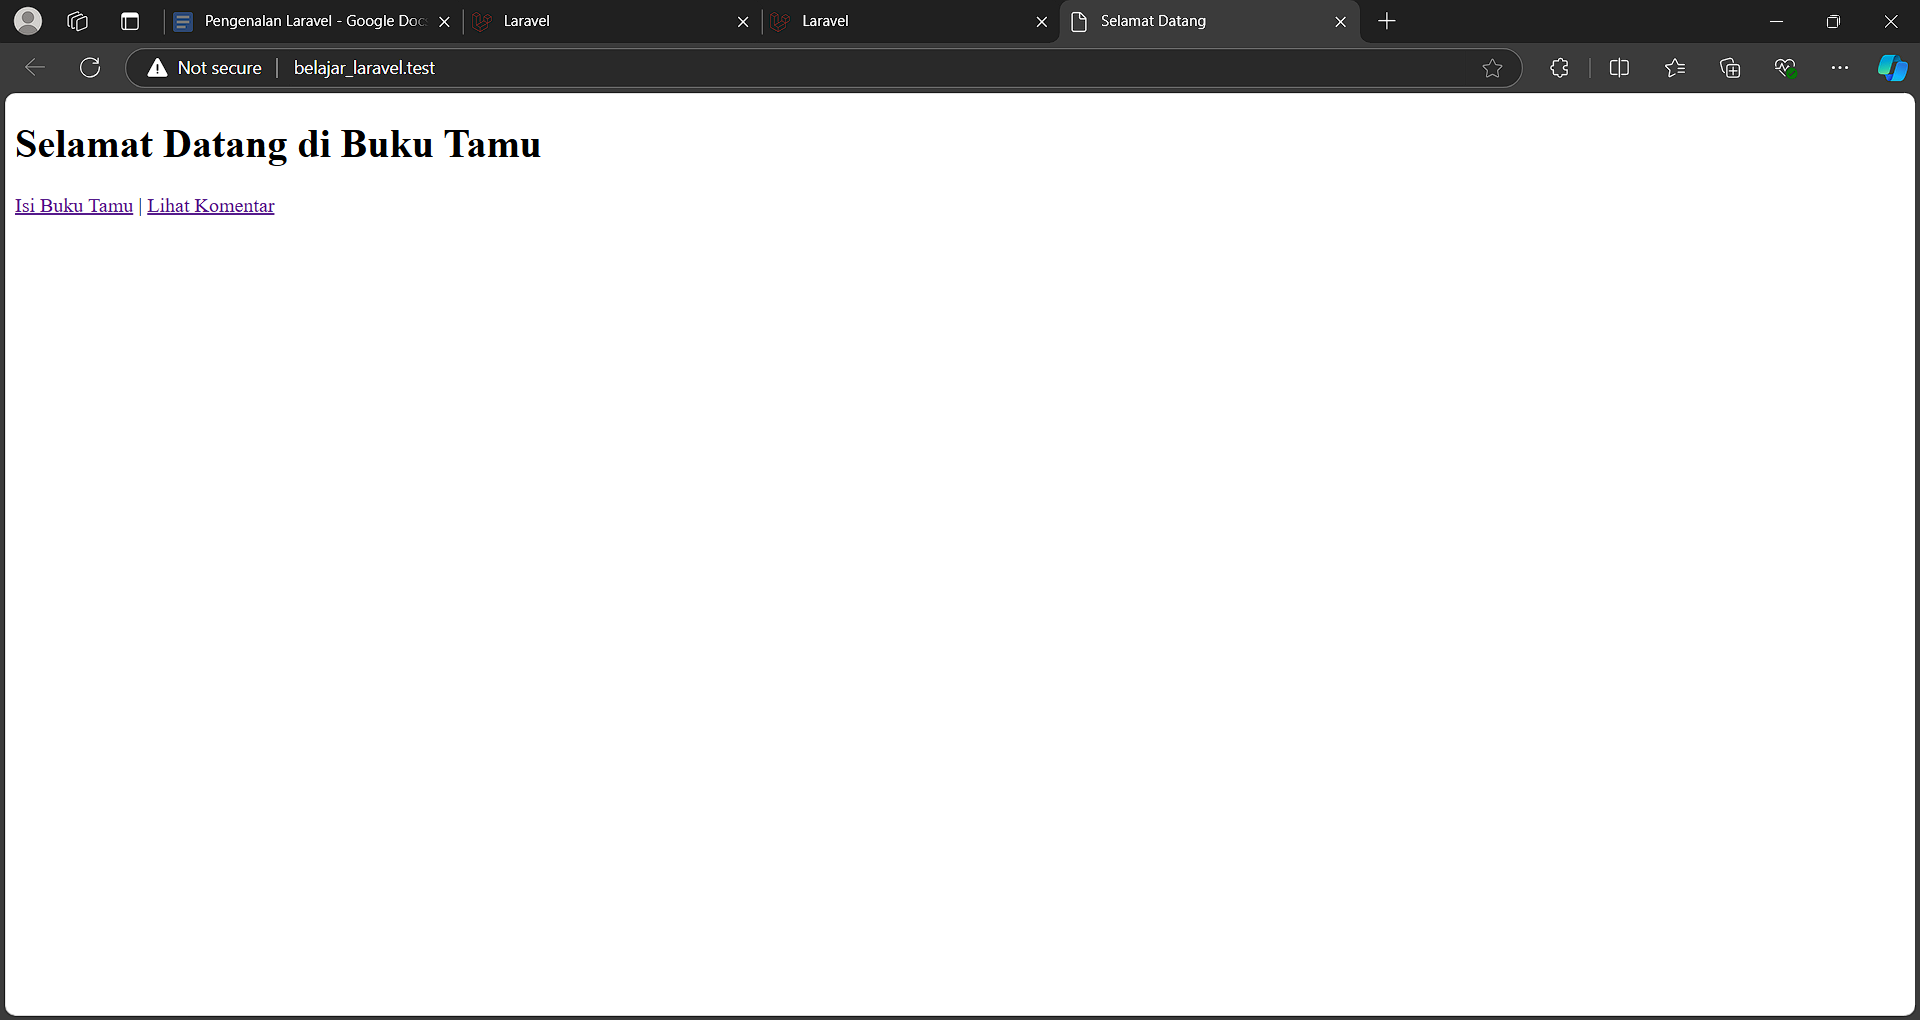 Pengenalan Laravel - Google Docs
Laravel
Laravel
Selamat Datang
Not secure | belajar_laravel.test
Selamat Datang di Buku Tamu
Isi Buku Tamu | Lihat Komentar